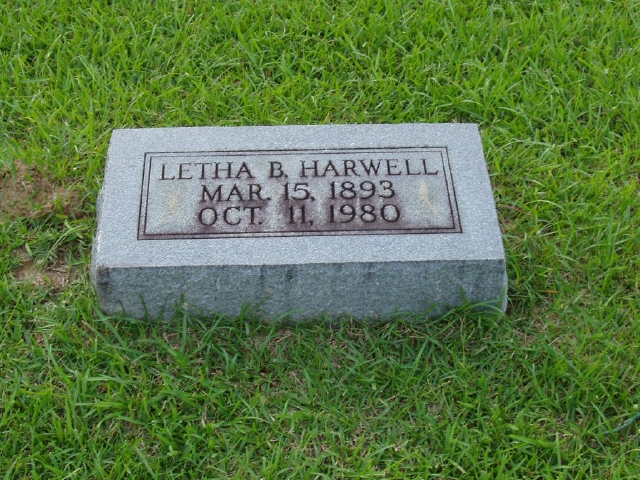 LETHA B. HARWELL
MAR. 15, 1893
OCT. 11, 1980